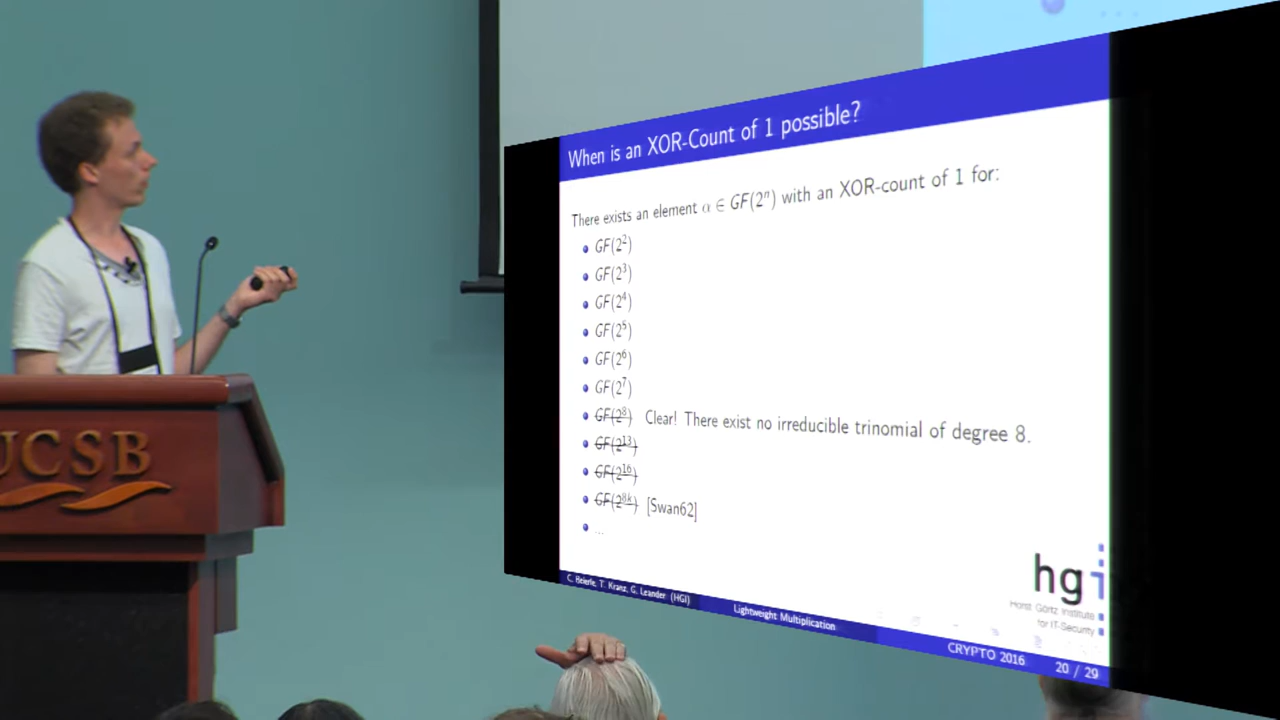 When is an XOR-Count of 1 possible?
There exists an element α ∈ GF(2ⁿ) with an XOR-count of 1 for:
GF(2²)
GF(2³)
GF(2⁴)
GF(2⁵)
GF(2⁶)
GF(2⁷)
GF(2⁸) Clear! There exist no irreducible trinomial of degree 8.
GF(2¹³)
GF(2¹⁶)
GF(2⁸ᵏ) [Swan62]
...
hgi
Horst Görtz Institute
for IT-Security
C. Beierle, T. Kranz, G. Leander (HGI)
Lightweight Multiplication
CRYPTO 2016
20 / 29
UCSB